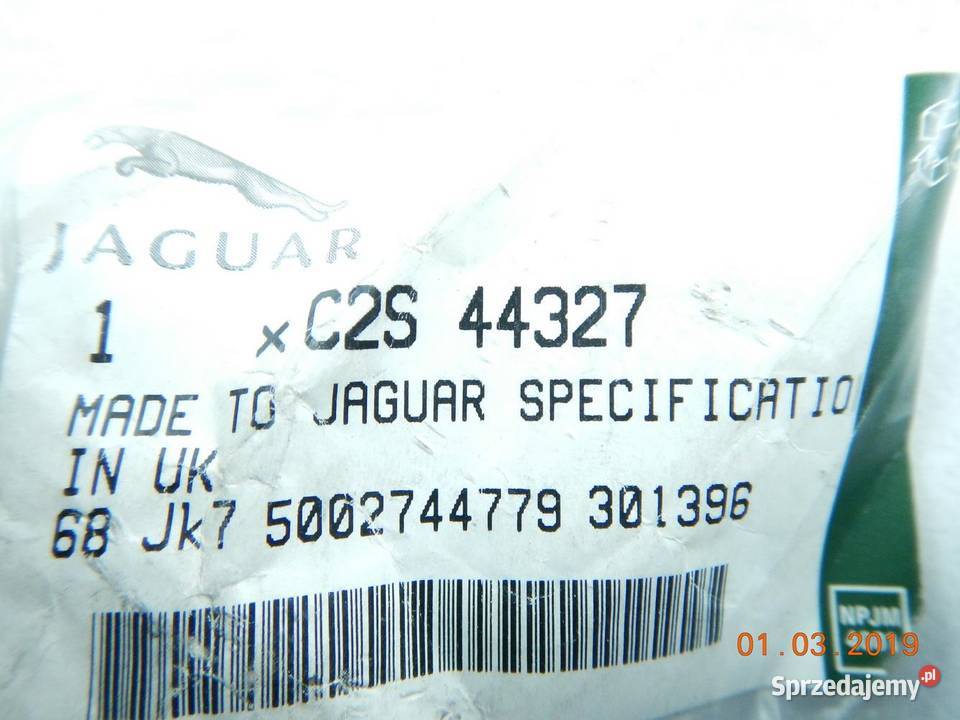 JAGUAR
1 x C2S 44327
MADE TO JAGUAR SPECIFICATIO
IN UK
68 Jk7 5002744779 301396
NPJM
01.03.2019
Sprzedajemy.pl